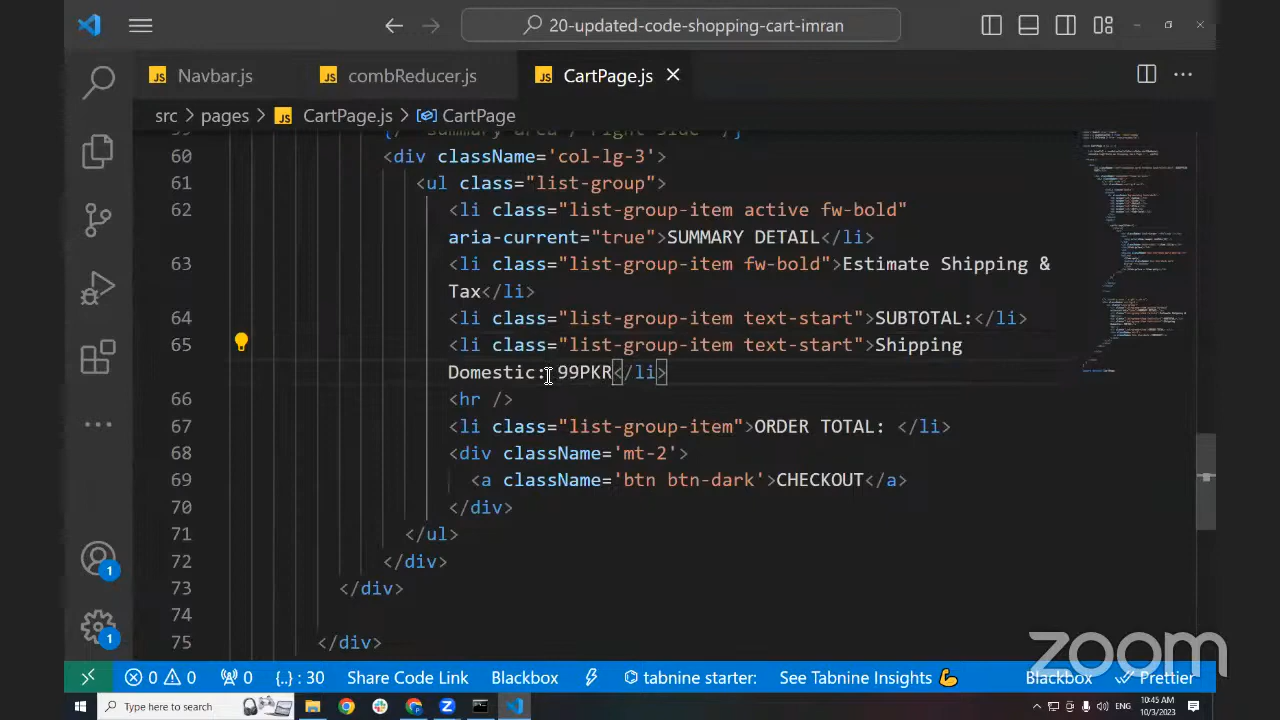 20-updated-code-shopping-cart-imran
Navbar.js
combReducer.js
CartPage.js
src > pages > CartPage.js > CartPage
60 <div className='col-lg-3'>
61 <ul class="list-group">
62 <li class="list-group-item active fw-bold"
aria-current="true">SUMMARY DETAIL</li>
63 <li class="list-group-item fw-bold">Estimate Shipping &
Tax</li>
64 <li class="list-group-item text-start">SUBTOTAL:</li>
65 <li class="list-group-item text-start">Shipping
Domestic: 99PKR</li>
66 <hr />
67 <li class="list-group-item">ORDER TOTAL: </li>
68 <div className='mt-2'>
69 <a className='btn btn-dark'>CHECKOUT</a>
70 </div>
71 </ul>
72 </div>
73 </div>
74
75 </div>
zoom
0 0 0 {..} : 30 Share Code Link Blackbox tabnine starter: See Tabnine Insights Blackbox Prettier
Type here to search
10:45 AM
10/3/2023